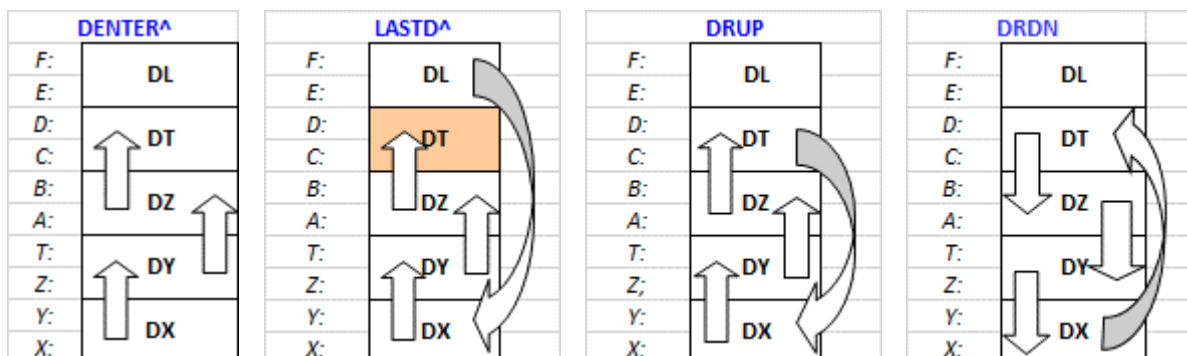 DENTER^ LASTD^ DRUP DRDN
F: DL F: DL F: DL F: DL
E: E: E: E:
D: DT D: DT D: DT D: DT
C: C: C: C:
B: DZ B: DZ B: DZ B: DZ
A: A: A: A:
T: DY T: DY T: DY T: DY
Z: Z: Z; Z:
Y: DX Y: DX Y: DX Y: DX
X: X: X: X: